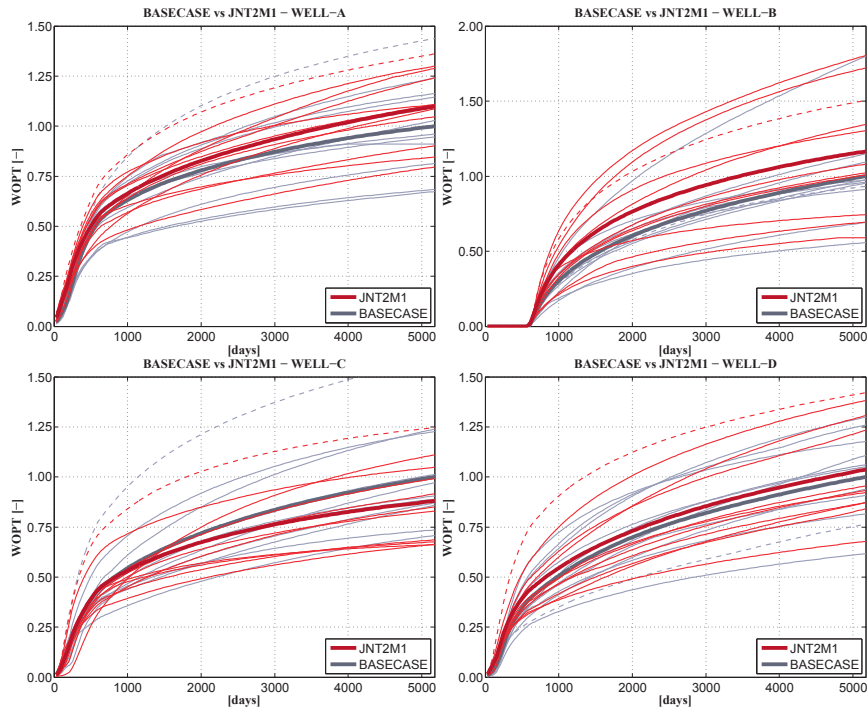 BASECASE vs JNT2M1 − WELL−A
BASECASE vs JNT2M1 − WELL−B
1.50
1.25
1.00
0.75
0.50
0.25
0.00
WOPT [−]
0
1000
2000
3000
4000
5000
[days]
JNT2M1
BASECASE
2.00
1.50
1.00
0.50
0.00
WOPT [−]
0
1000
2000
3000
4000
5000
[days]
JNT2M1
BASECASE
BASECASE vs JNT2M1 − WELL−C
BASECASE vs JNT2M1 − WELL−D
1.50
1.25
1.00
0.75
0.50
0.25
0.00
WOPT [−]
0
1000
2000
3000
4000
5000
[days]
JNT2M1
BASECASE
1.50
1.25
1.00
0.75
0.50
0.25
0.00
WOPT [−]
0
1000
2000
3000
4000
5000
[days]
JNT2M1
BASECASE